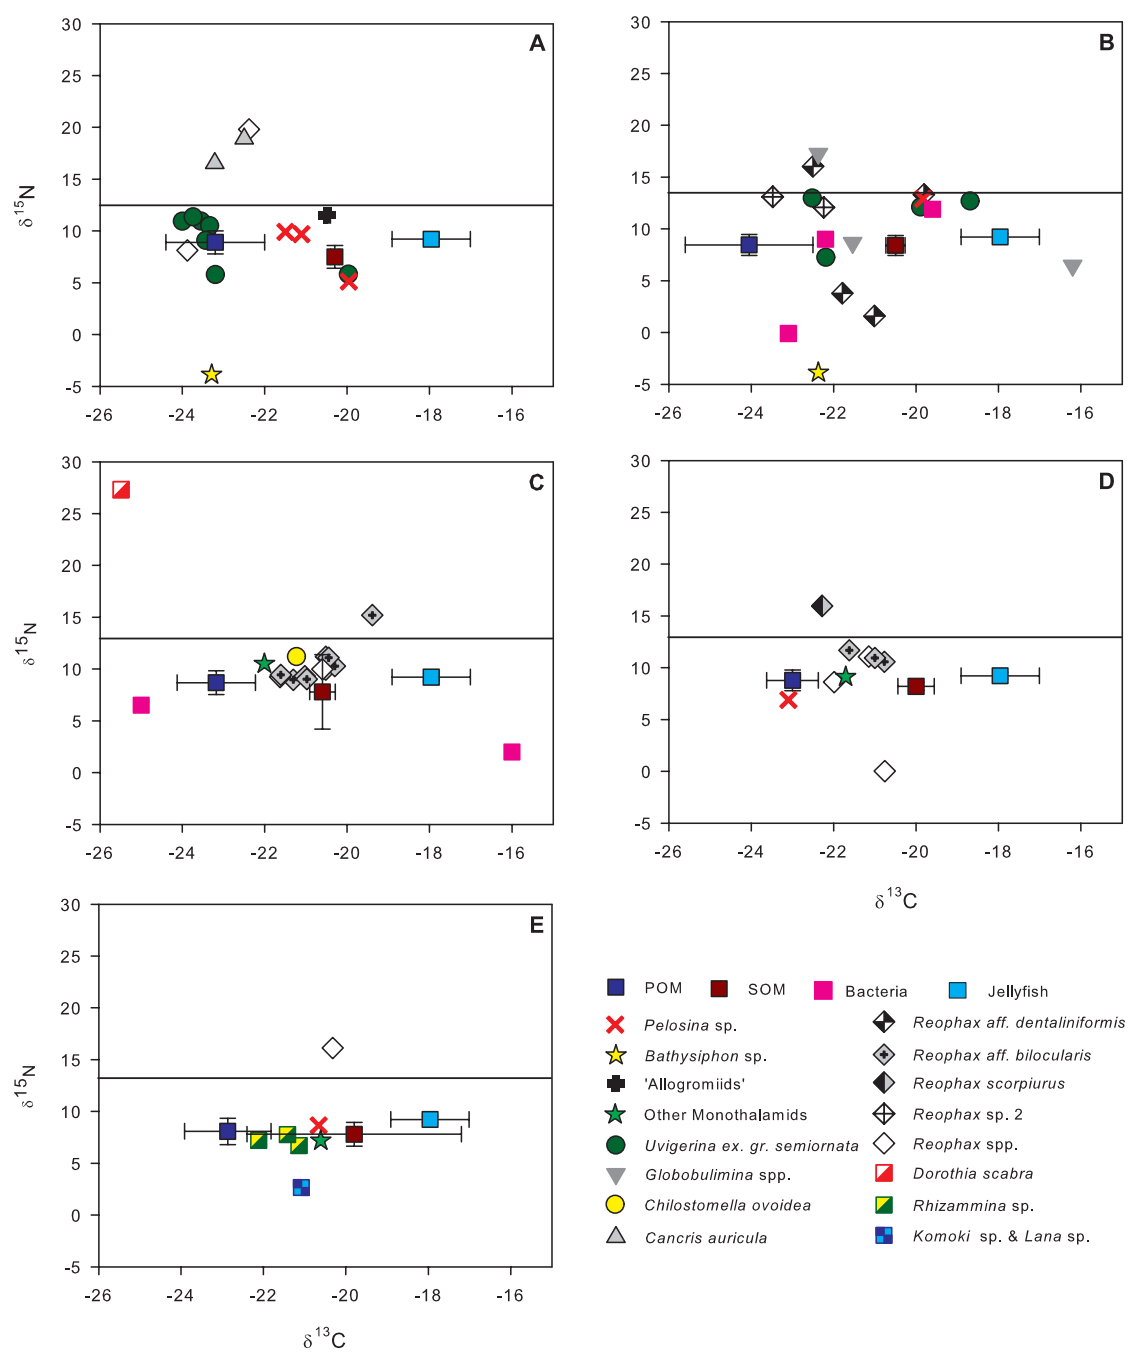 A
δ ¹⁵N
30
25
20
15
10
5
0
-5
-26 -24 -22 -20 -18 -16
B
30
25
20
15
10
5
0
-5
-26 -24 -22 -20 -18 -16
C
δ ¹⁵N
30
25
20
15
10
5
0
-5
-26 -24 -22 -20 -18 -16
D
30
25
20
15
10
5
0
-5
-26 -24 -22 -20 -18 -16
δ ¹³C
E
δ ¹⁵N
30
25
20
15
10
5
0
-5
-26 -24 -22 -20 -18 -16
δ ¹³C
POM SOM Bacteria Jellyfish
Pelosina sp.
Bathysiphon sp.
'Allogromiids'
Other Monothalamids
Uvigerina ex. gr. semiornata
Globobulimina spp.
Chilostomella ovoidea
Cancris auricula
Reophax aff. dentaliniformis
Reophax aff. bilocularis
Reophax scorpiurus
Reophax sp. 2
Reophax spp.
Dorothia scabra
Rhizammina sp.
Komoki sp. & Lana sp.